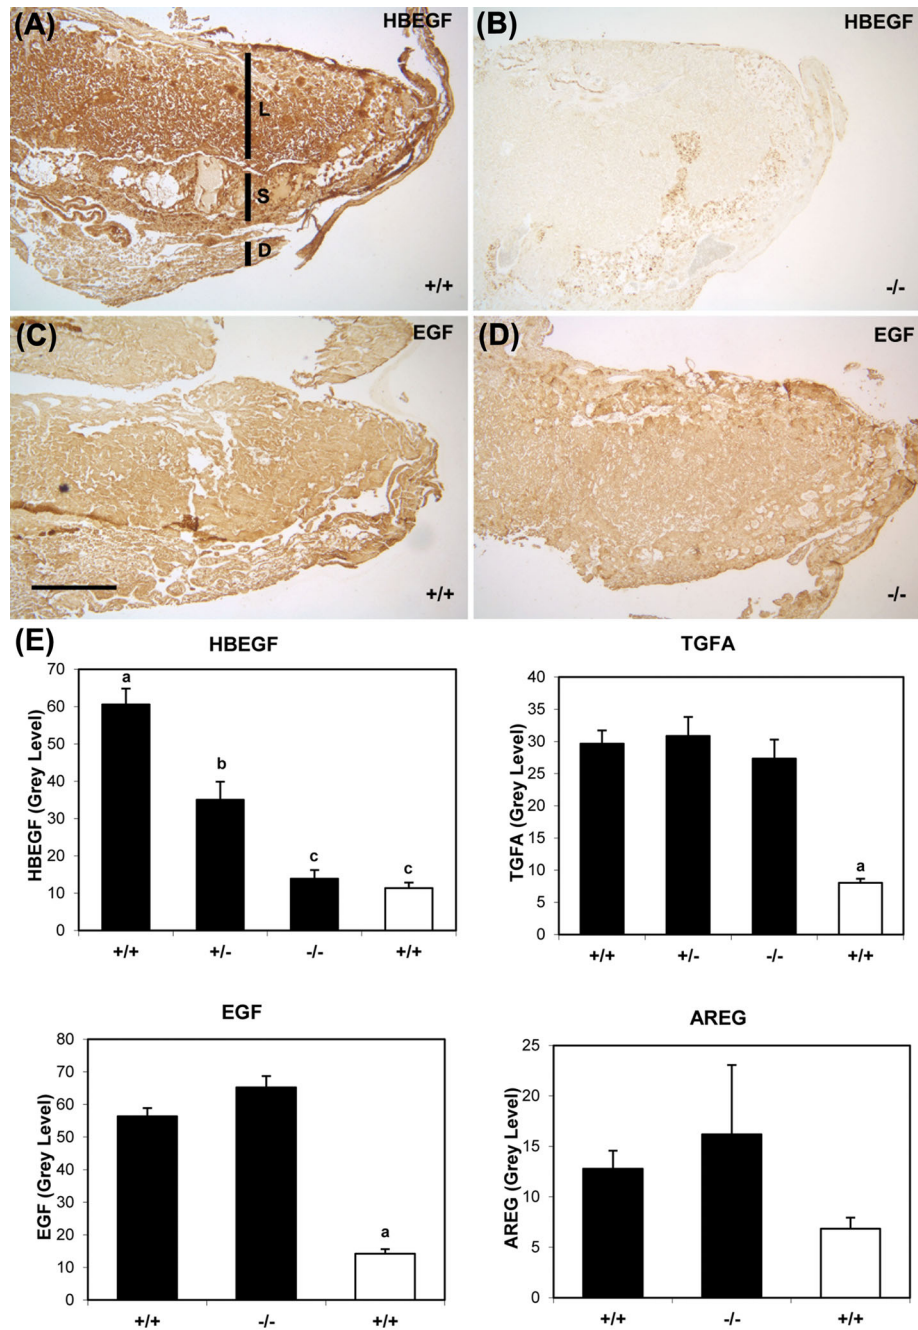 (A)
HBEGF
L
S
D
+/+
(B)
HBEGF
-/-
(C)
EGF
+/+
(D)
EGF
-/-
(E)
HBEGF
HBEGF (Grey Level)
70
60
50
40
30
20
10
0
a
b
c
c
+/+ +/- -/- +/+
TGFA
TGFA (Grey Level)
40
35
30
25
20
15
10
5
0
a
+/+ +/- -/- +/+
EGF
EGF (Grey Level)
80
70
60
50
40
30
20
10
0
a
+/+ -/- +/+
AREG
AREG (Grey Level)
25
20
15
10
5
0
+/+ -/- +/+